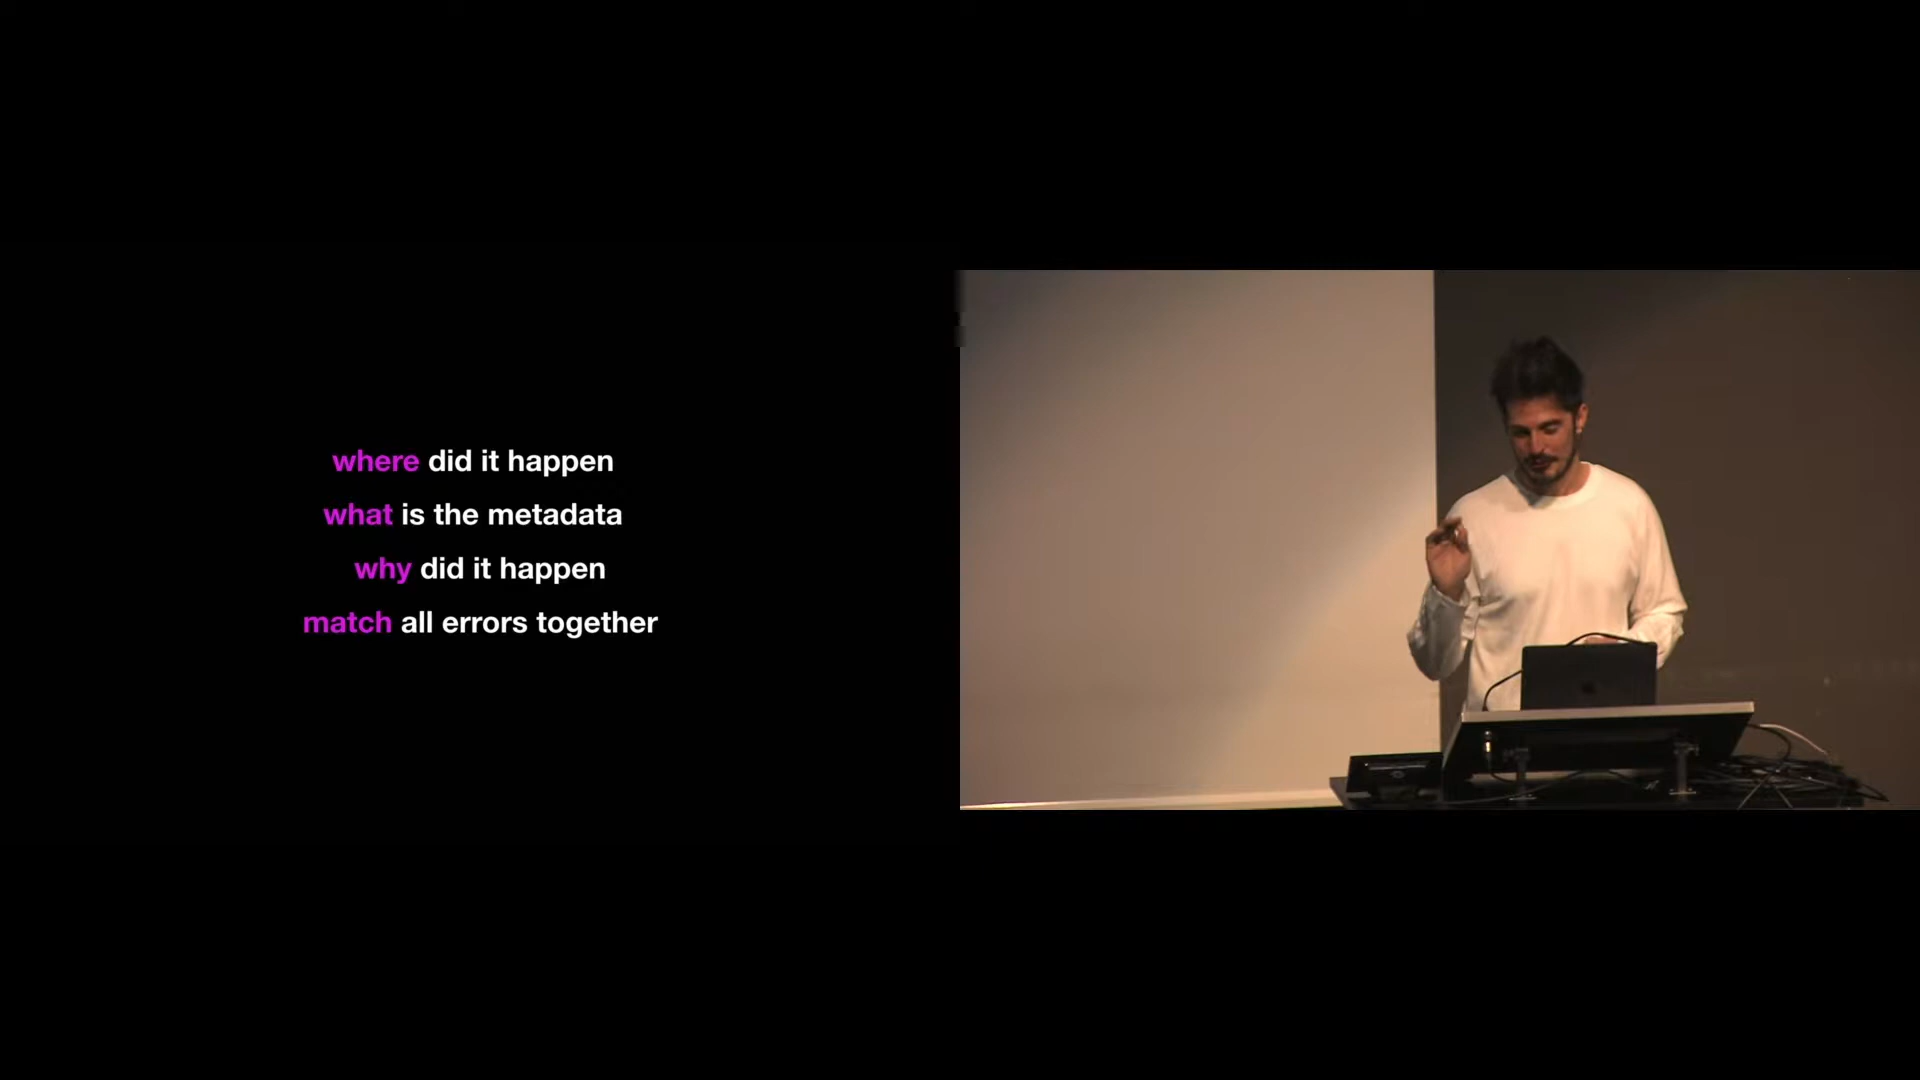 where did it happen
what is the metadata
why did it happen
match all errors together